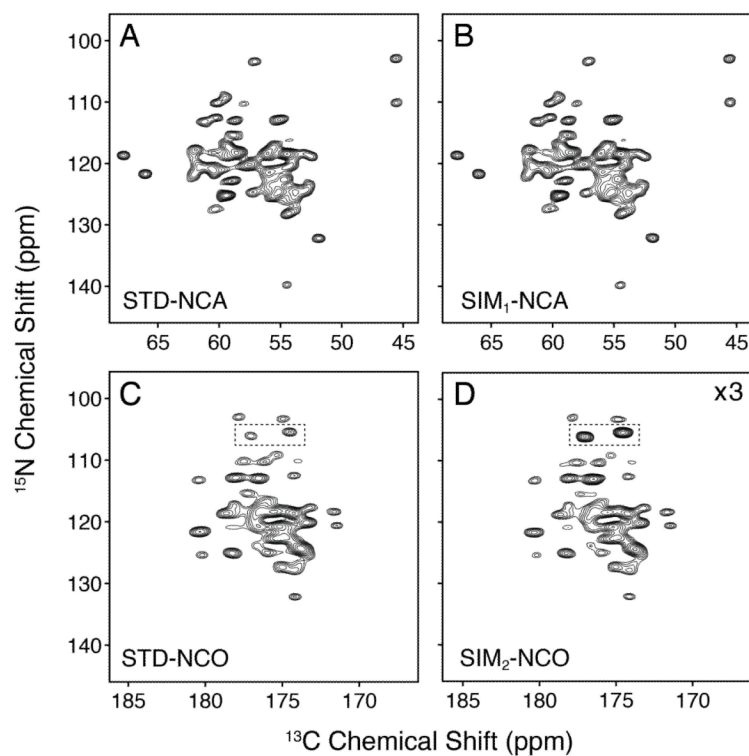 A
B
100
110
120
130
140
STD-NCA
SIM₁-NCA
65 60 55 50 45
65 60 55 50 45
C
D
x3
100
110
120
130
140
STD-NCO
SIM₂-NCO
185 180 175 170
185 180 175 170
¹⁵N Chemical Shift (ppm)
¹³C Chemical Shift (ppm)